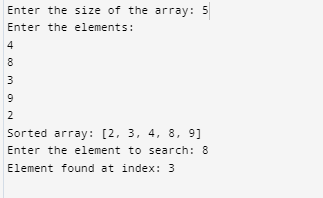 Enter the size of the array: 5
Enter the elements:
4
8
3
9
2
Sorted array: [2, 3, 4, 8, 9]
Enter the element to search: 8
Element found at index: 3